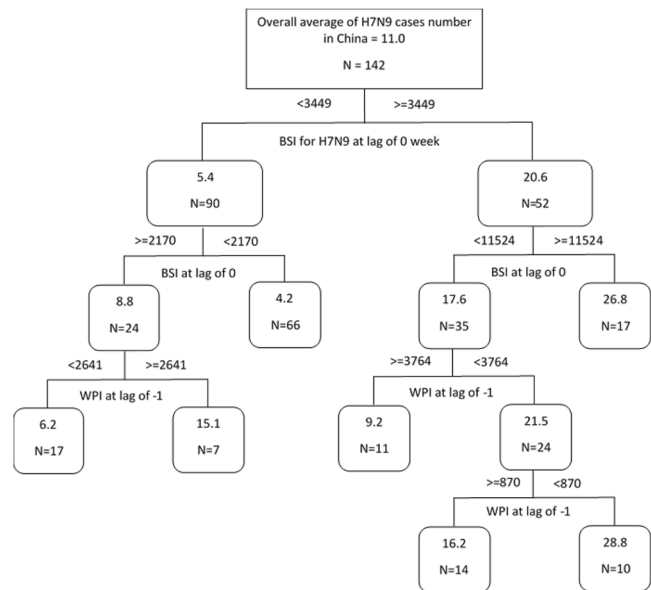 Overall average of H7N9 cases number
in China = 11.0
N = 142
<3449 >=3449
BSI for H7N9 at lag of 0 week
5.4
N=90
20.6
N=52
>=2170 <2170
BSI at lag of 0
<11524 >=11524
BSI at lag of 0
8.8
N=24
4.2
N=66
17.6
N=35
26.8
N=17
<2641 >=2641
WPI at lag of -1
>=3764 <3764
WPI at lag of -1
6.2
N=17
15.1
N=7
9.2
N=11
21.5
N=24
>=870 <870
WPI at lag of -1
16.2
N=14
28.8
N=10